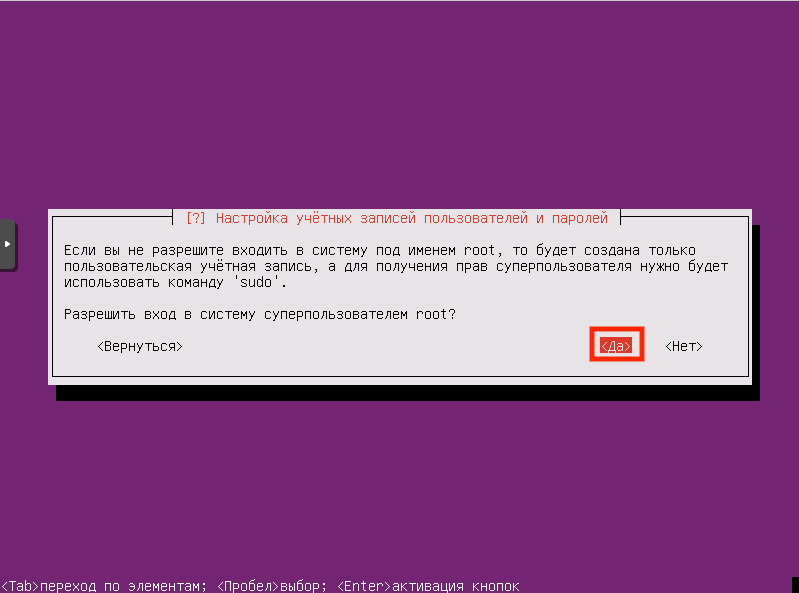 [?] Настройка учётных записей пользователей и паролей
Если вы не разрешите входить в систему под именем root, то будет создана только
пользовательская учётная запись, а для получения прав суперпользователя нужно будет
использовать команду 'sudo'.
Разрешить вход в систему суперпользователем root?
<Вернуться> <Да> <Нет>
<Tab>переход по элементам; <Пробел>выбор; <Enter>активация кнопок